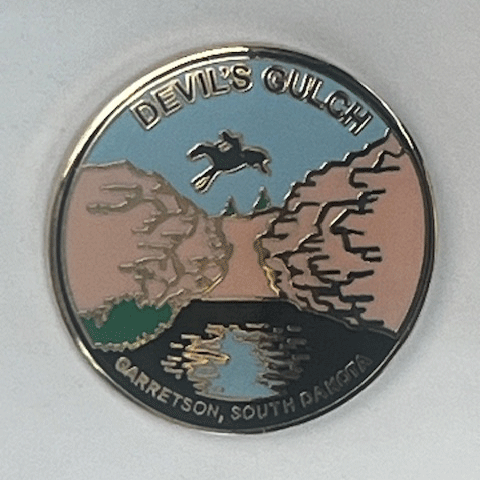 DEVIL'S GULCH
GARRETSON, SOUTH DAKOTA